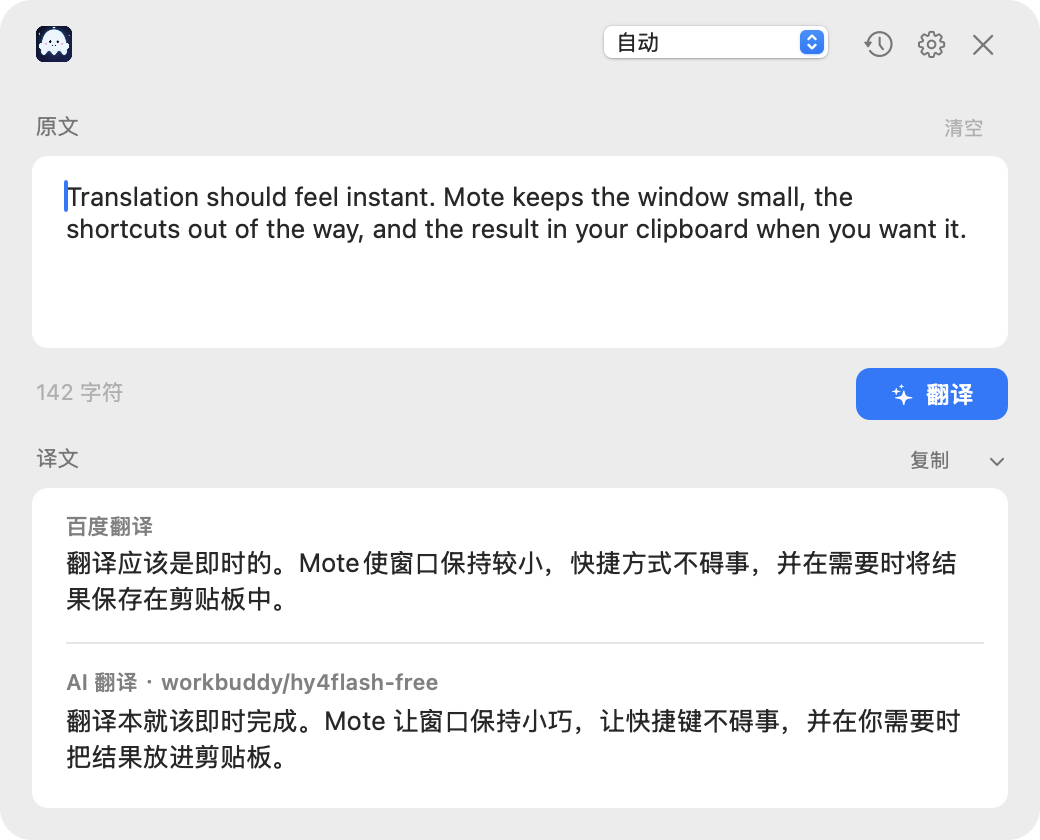 自动
原文
清空
Translation should feel instant. Mote keeps the window small, the
shortcuts out of the way, and the result in your clipboard when you want it.
142 字符
翻译
译文
复制
百度翻译
翻译应该是即时的。Mote使窗口保持较小，快捷方式不碍事，并在需要时将结
果保存在剪贴板中。
AI 翻译 · workbuddy/hy4flash-free
翻译本就该即时完成。Mote 让窗口保持小巧，让快捷键不碍事，并在你需要时
把结果放进剪贴板。